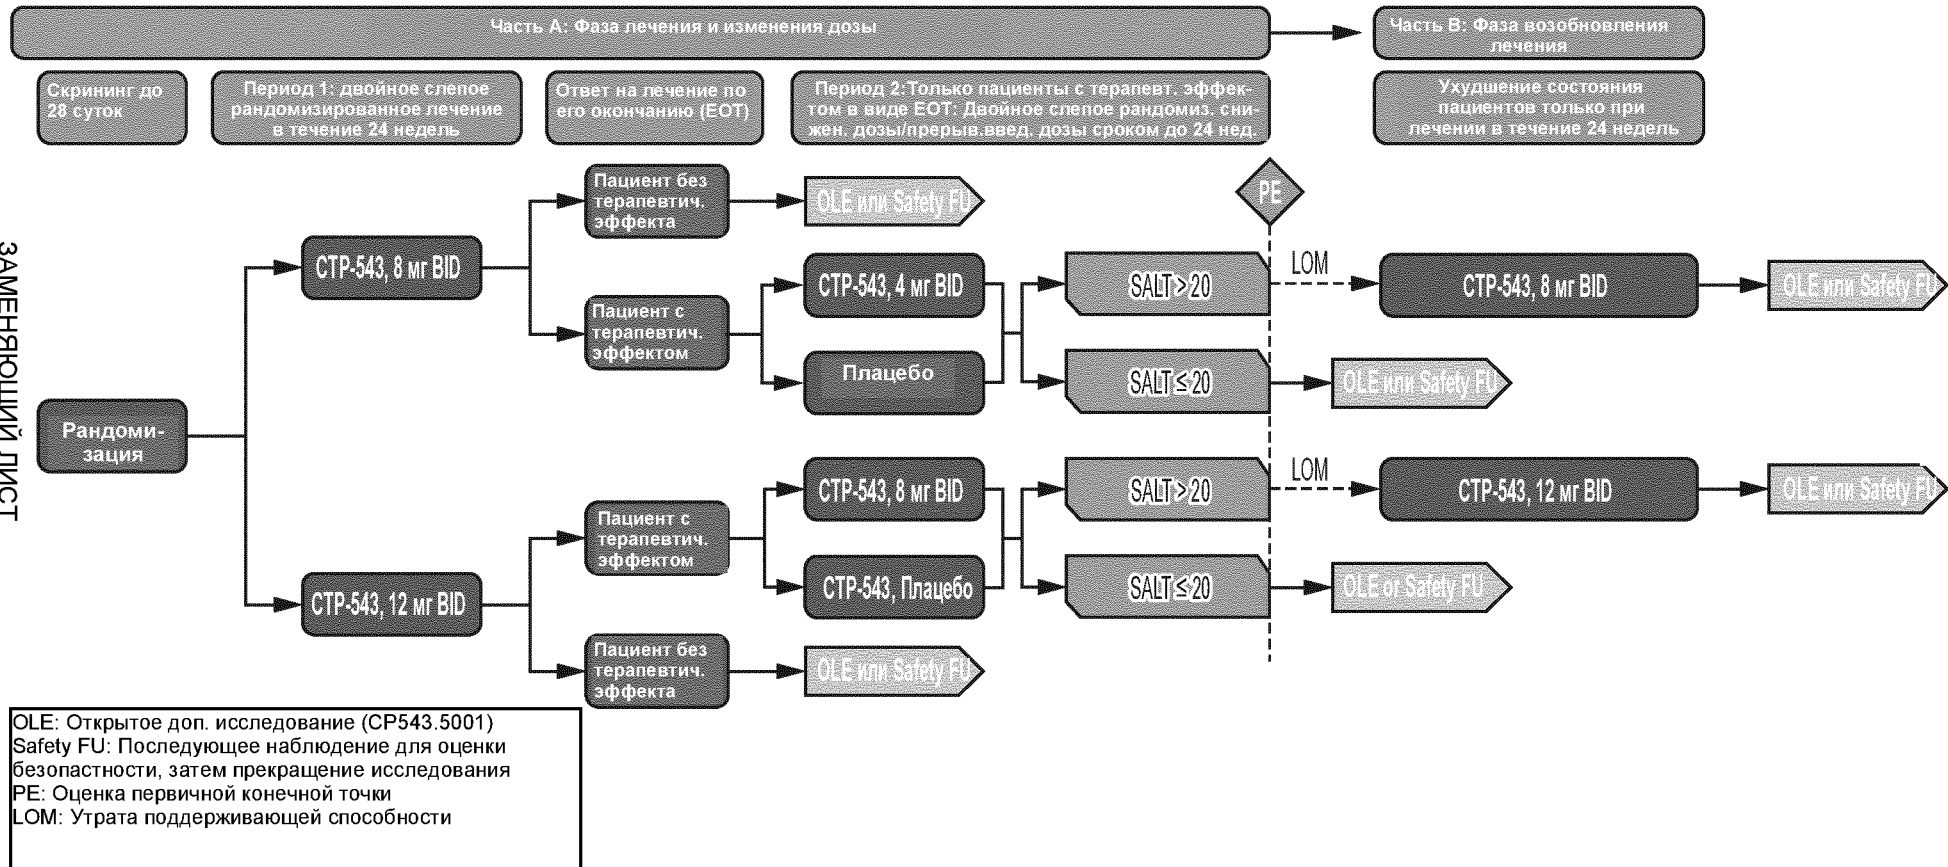 Часть A: Фаза лечения и изменения дозы
Часть B: Фаза возобновления
лечения
Скрининг до
28 суток
Период 1: двойное слепое
рандомизированное лечение
в течение 24 недель
Ответ на лечение по
его окончанию (EOT)
Период 2:Только пациенты с терапевт. эффек-
том в виде EOT: Двойное слепое рандомиз. сни-
жен. дозы/прерыв.введ. дозы сроком до 24 нед.
Ухудшение состояния
пациентов только при
лечении в течение 24 недель
Пациент без
терапевтич.
эффекта
OLE или Safety FU
PE
CTP-543, 8 мг BID
Пациент с
терапевтич.
эффектом
CTP-543, 4 мг BID
Плацебо
SALT > 20
LOM
CTP-543, 8 мг BID
OLE или Safety FU
SALT ≤ 20
OLE или Safety FU
Рандоми-
зация
ЗАМЕНЯЮЩИЙ ЛИСТ
CTP-543, 12 мг BID
Пациент с
терапевтич.
эффектом
CTP-543, 8 мг BID
CTP-543, Плацебо
SALT > 20
LOM
CTP-543, 12 мг BID
OLE или Safety FU
SALT ≤ 20
OLE or Safety FU
Пациент без
терапевтич.
эффекта
OLE или Safety FU
OLE: Открытое доп. исследование (CP543.5001)
Safety FU: Последующее наблюдение для оценки
безопастности, затем прекращение исследования
PE: Оценка первичной конечной точки
LOM: Утрата поддерживающей способности